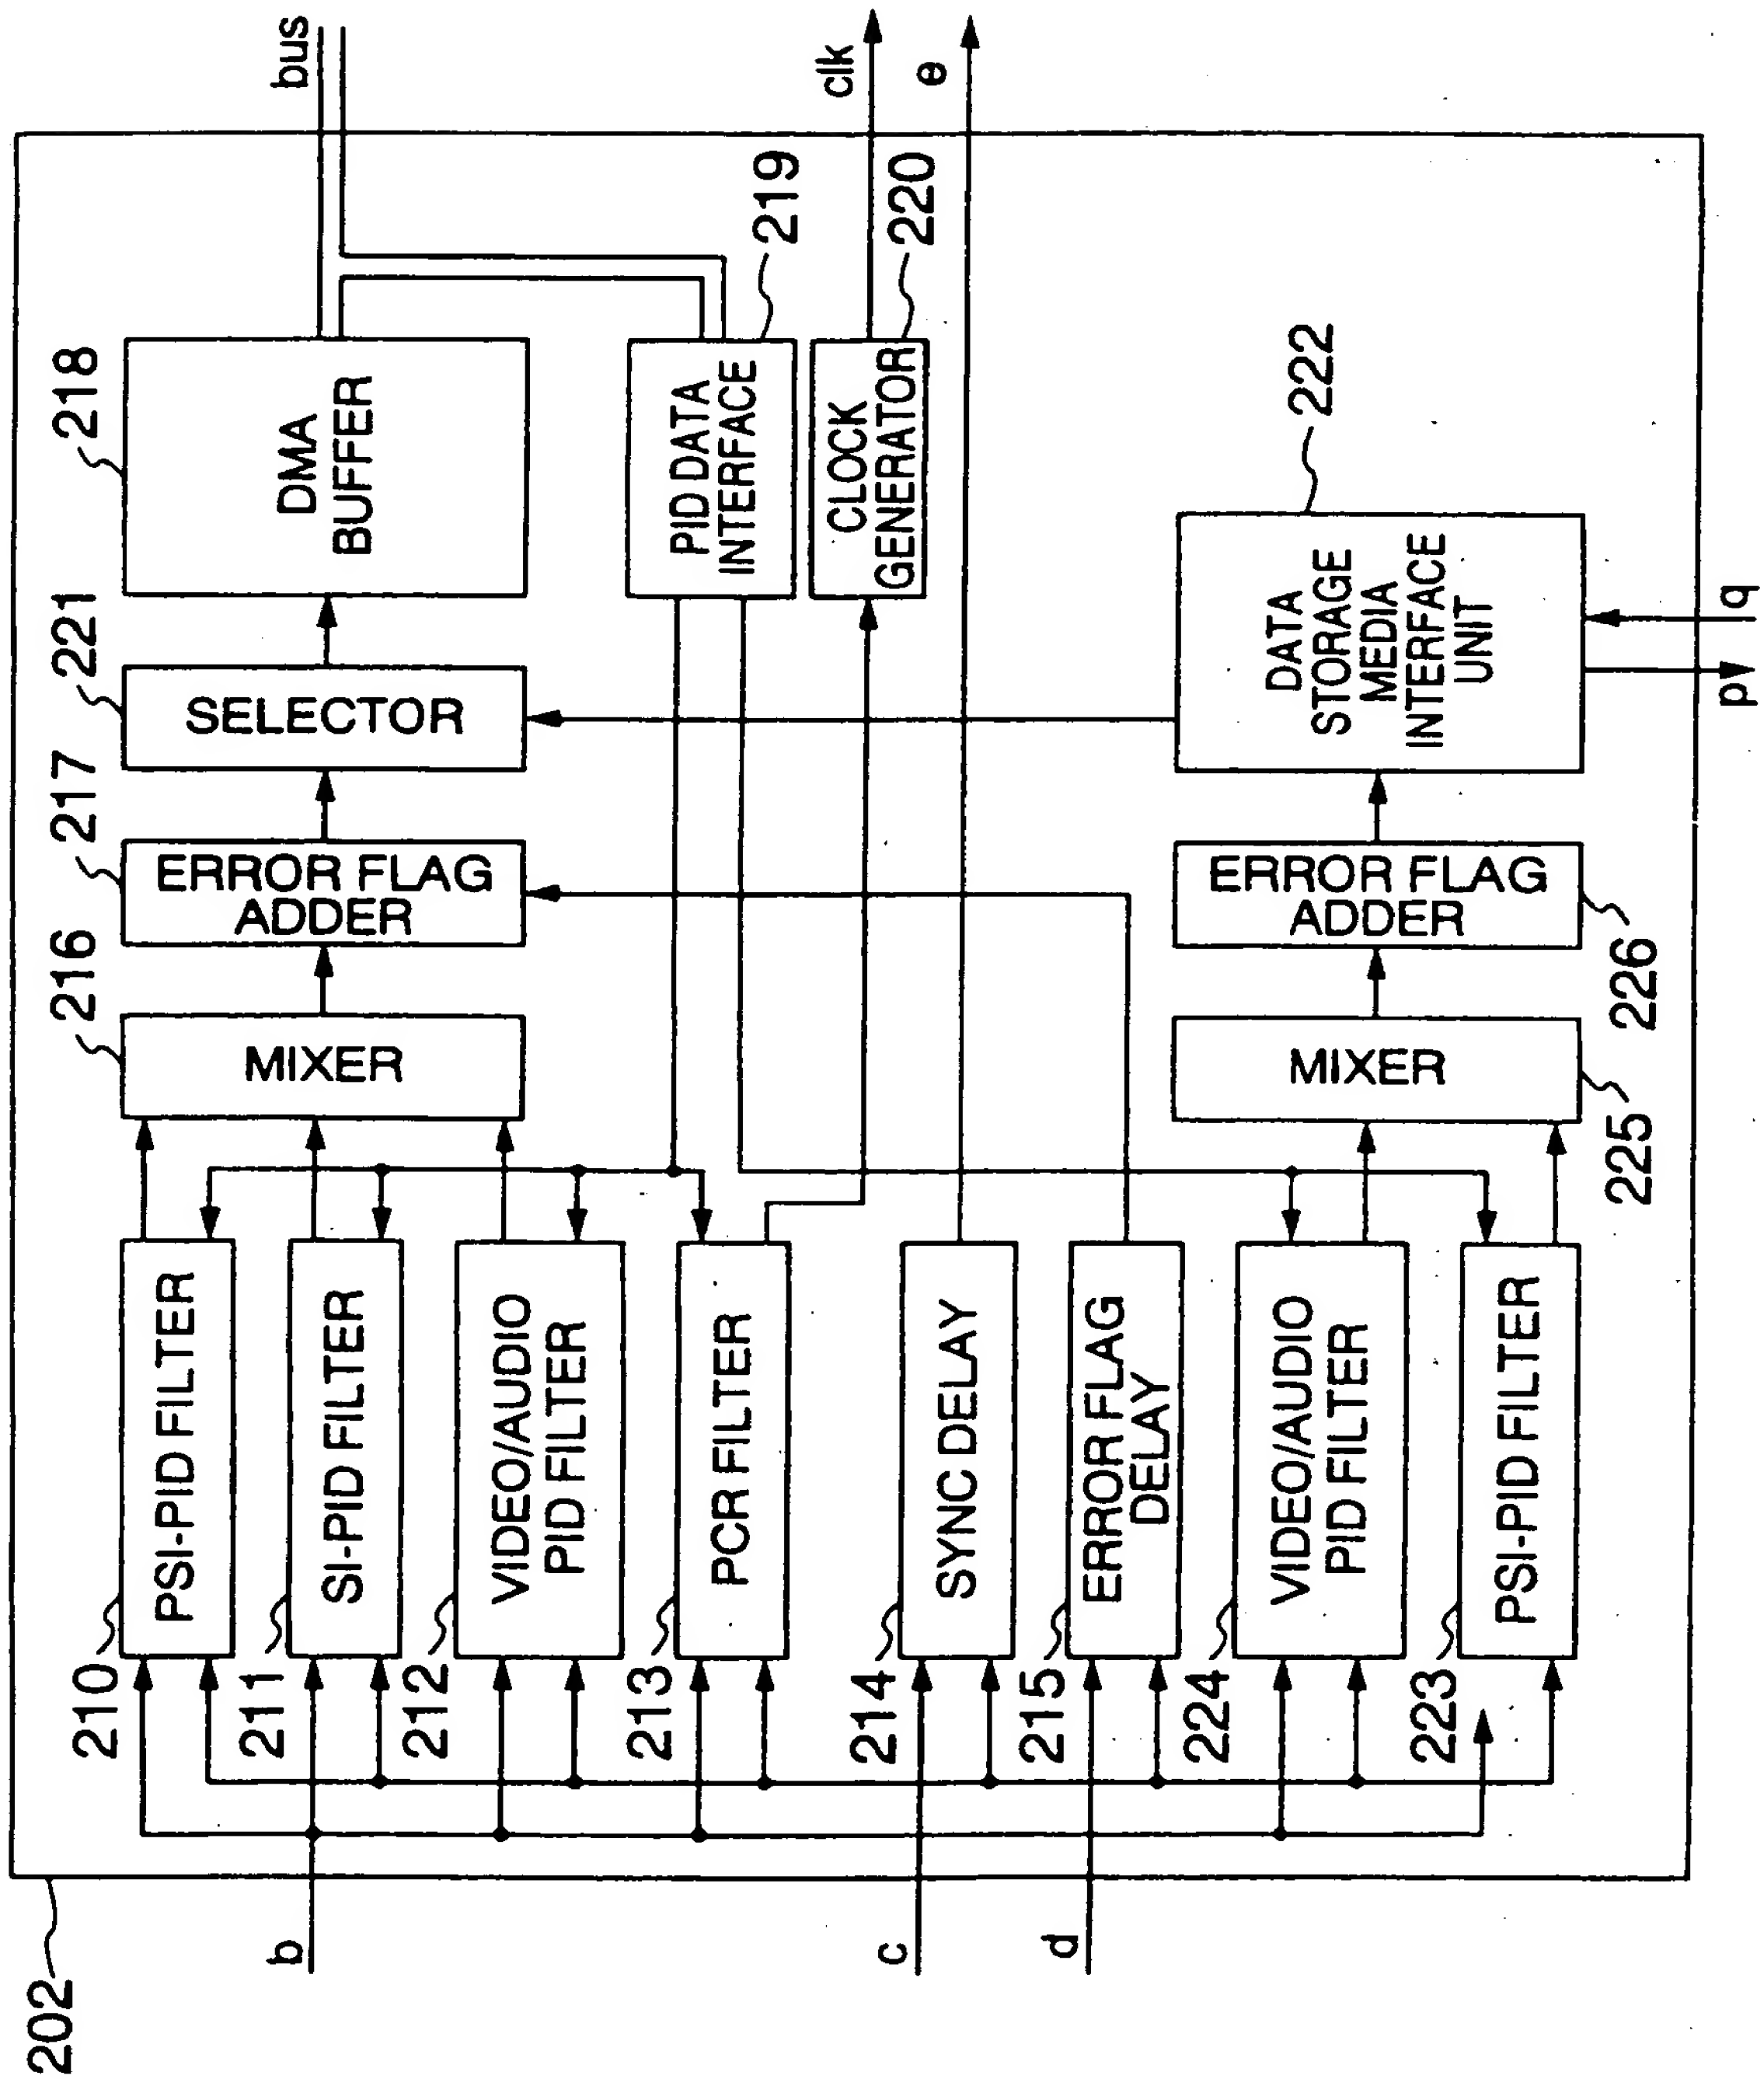 202
b
c
d
210
PSI-PID FILTER
211
SI-PID FILTER
212
VIDEO/AUDIO
PID FILTER
213
PCR FILTER
214
SYNC DELAY
215
ERROR FLAG
DELAY
224
VIDEO/AUDIO
PID FILTER
223
PSI-PID FILTER
216
MIXER
217
ERROR FLAG
ADDER
221
SELECTOR
218
DMA
BUFFER
bus
PID DATA
INTERFACE
219
CLOCK
GENERATOR
220
clk
e
225
MIXER
226
ERROR FLAG
ADDER
222
DATA
STORAGE
MEDIA
INTERFACE
UNIT
p
q